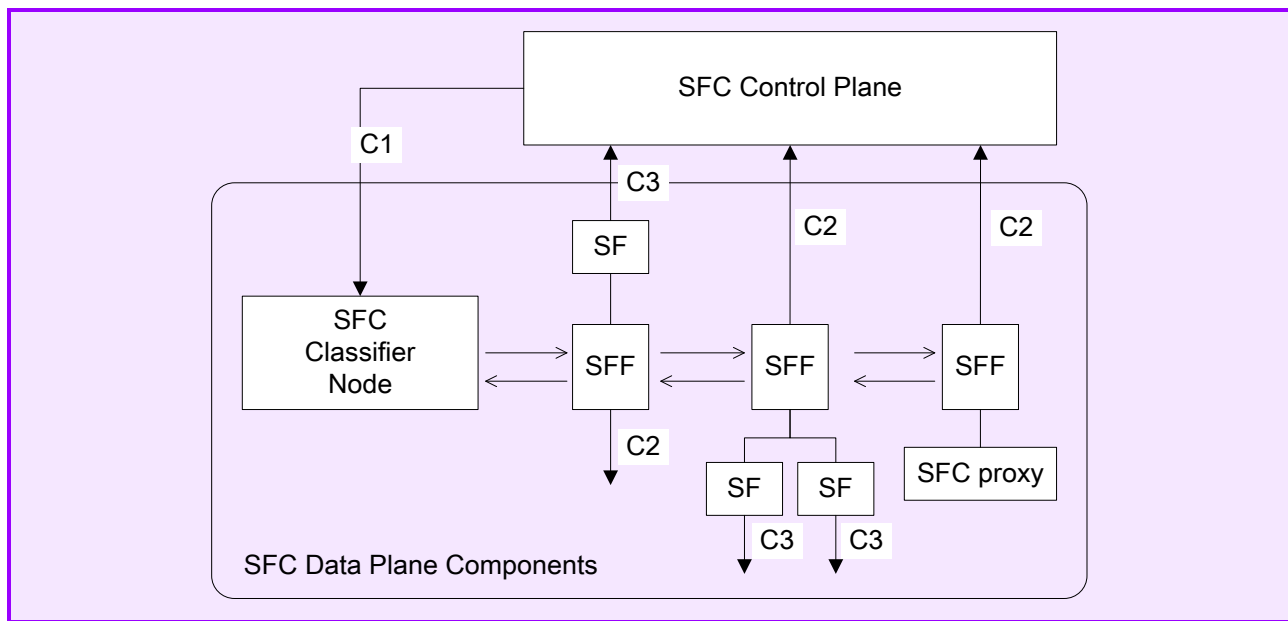 SFC Control Plane
C1
C3
C2
C2
SF
SFC
Classifier
Node
SFF
SFF
SFF
C2
SF
SF
SFC proxy
C3
C3
SFC Data Plane Components